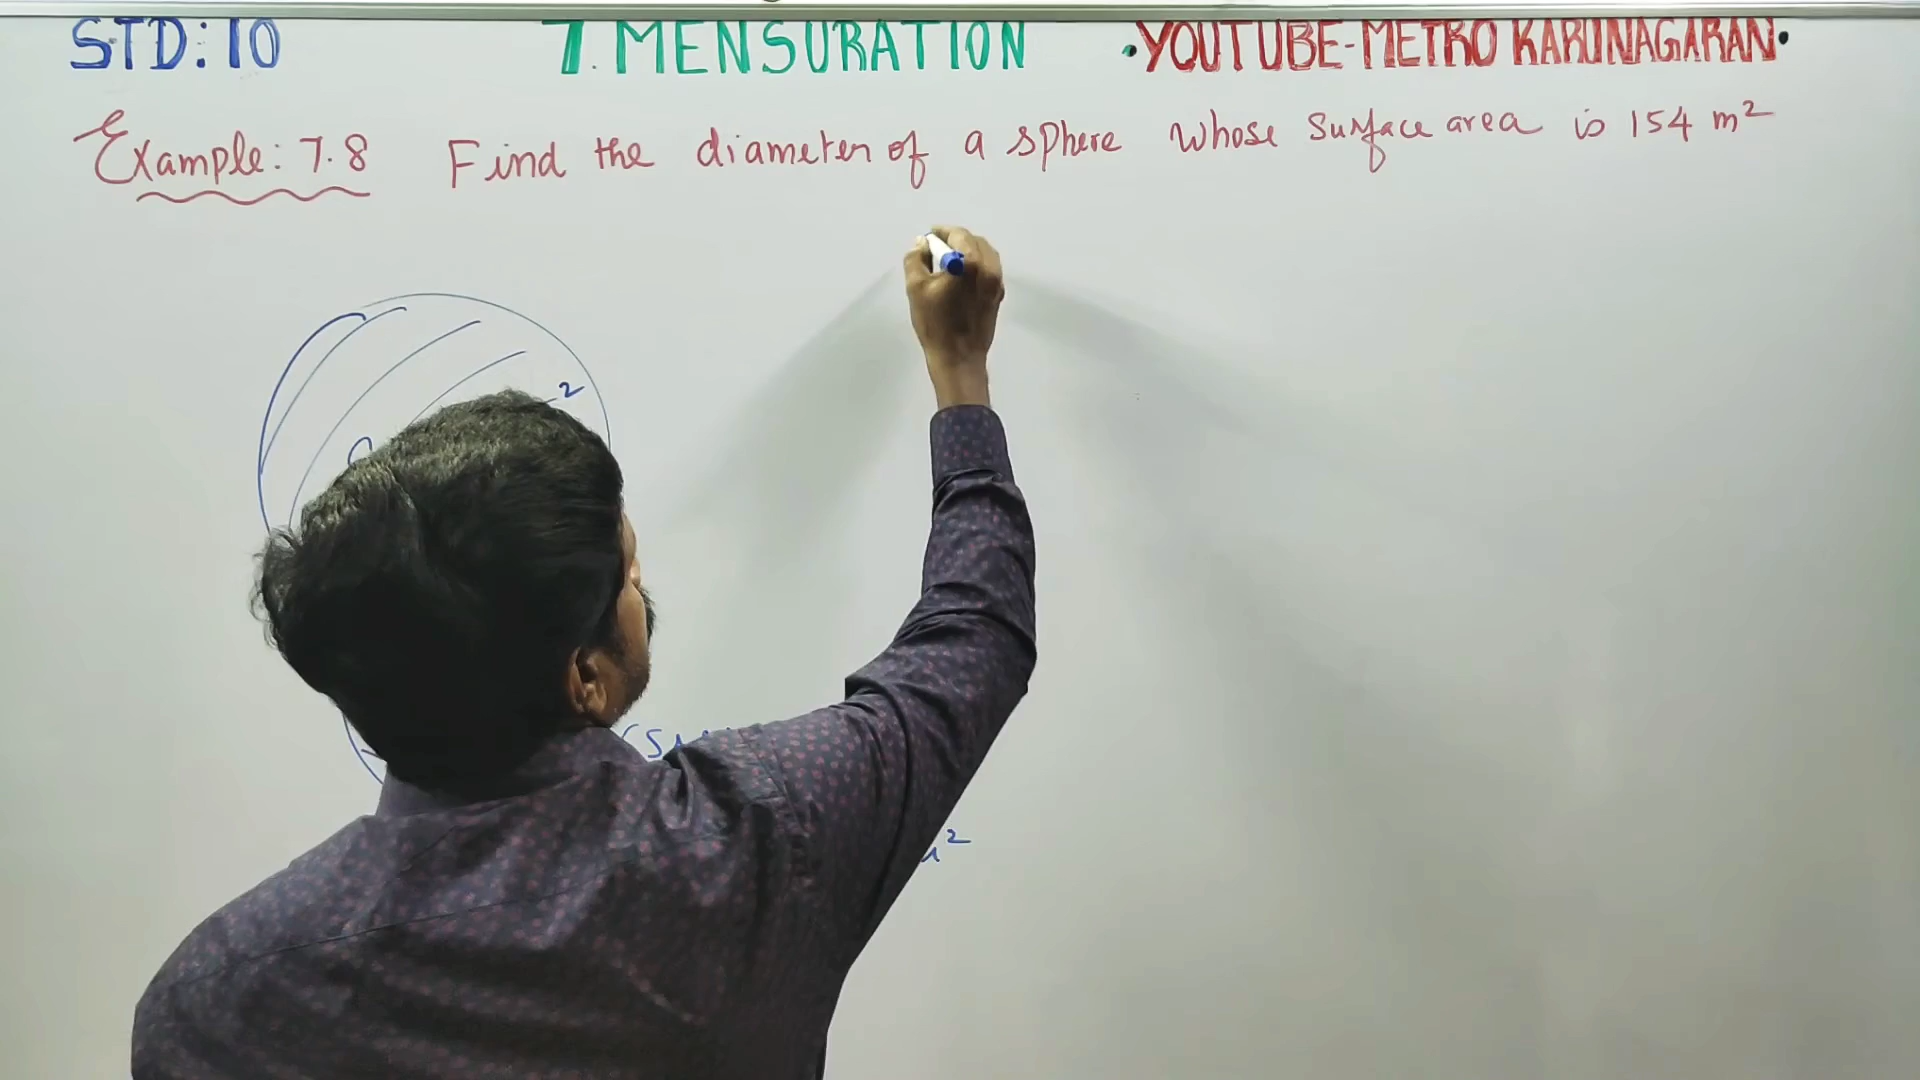 STD:10 7. MENSURATION •YOUTUBE-METRO KARUNAGARAN•
Example: 7.8 Find the diameter of a sphere whose surface area is 154 m²
2